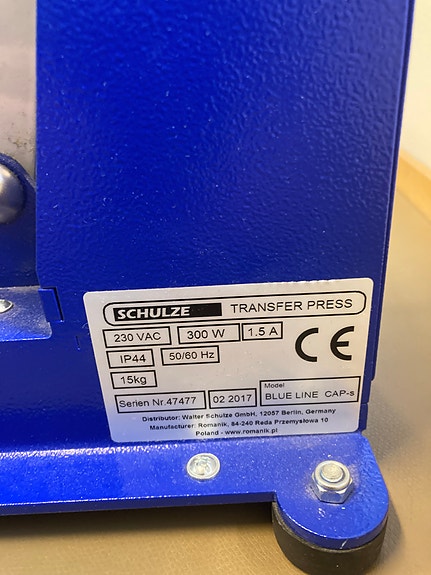 SCHULZE TRANSFER PRESS
230 VAC 300 W 1.5 A
IP44 50/60 Hz
CE
15kg
Model
Serien Nr.47477 02 2017 BLUE LINE CAP-s
Distributor: Walter Schulze GmbH, 12057 Berlin, Germany
Manufacturer: Romanik, 84-240 Reda Przemysłowa 10
Poland - www.romanik.pl